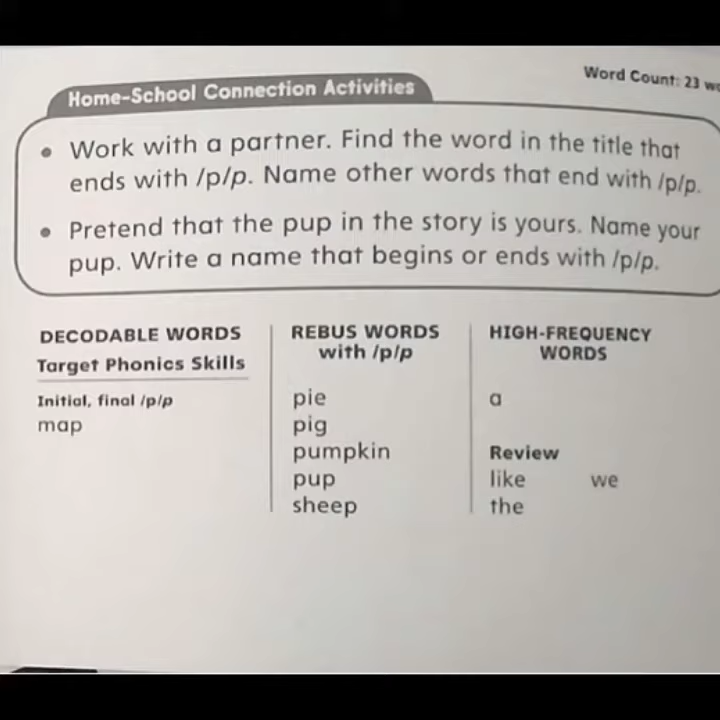 Word Count: 23
Home-School Connection Activities
• Work with a partner. Find the word in the title that
ends with /p/p. Name other words that end with /p/p.
• Pretend that the pup in the story is yours. Name your
pup. Write a name that begins or ends with /p/p.
DECODABLE WORDS
Target Phonics Skills
Initial, final /p/p
map
REBUS WORDS
with /p/p
pie
pig
pumpkin
pup
sheep
HIGH-FREQUENCY
WORDS
a
Review
like we
the